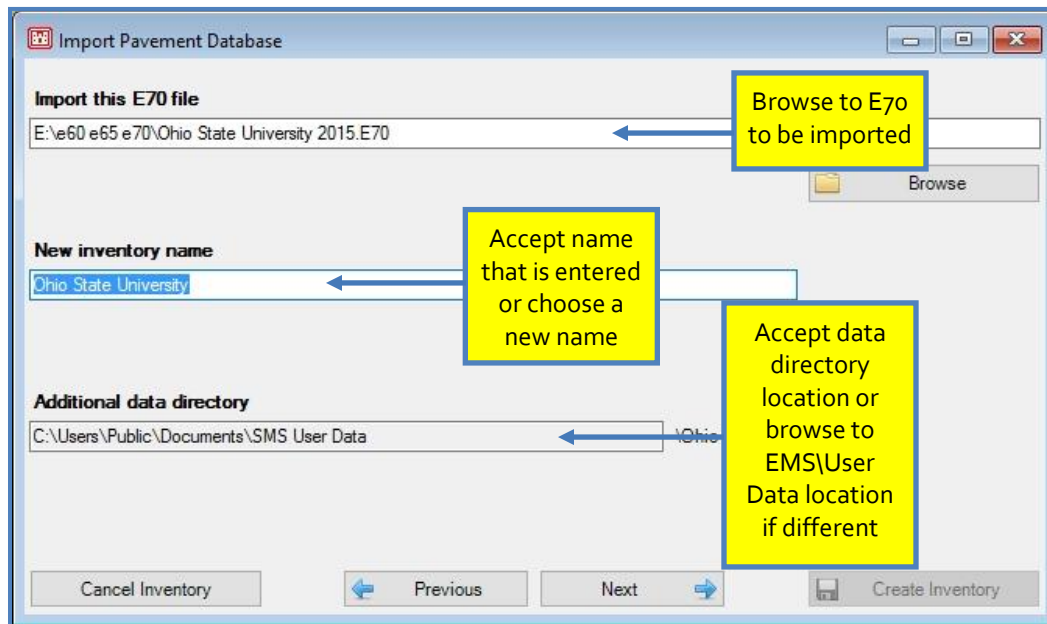 Import Pavement Database
Import this E70 file
E:\e60 e65 e70\Ohio State University 2015.E70
Browse to E70
to be imported
Browse
New inventory name
Ohio State University
Accept name
that is entered
or choose a
new name
Additional data directory
C:\Users\Public\Documents\SMS User Data
\Ohio
Accept data
directory
location or
browse to
EMS\User
Data location
if different
Cancel Inventory
Previous
Next
Create Inventory